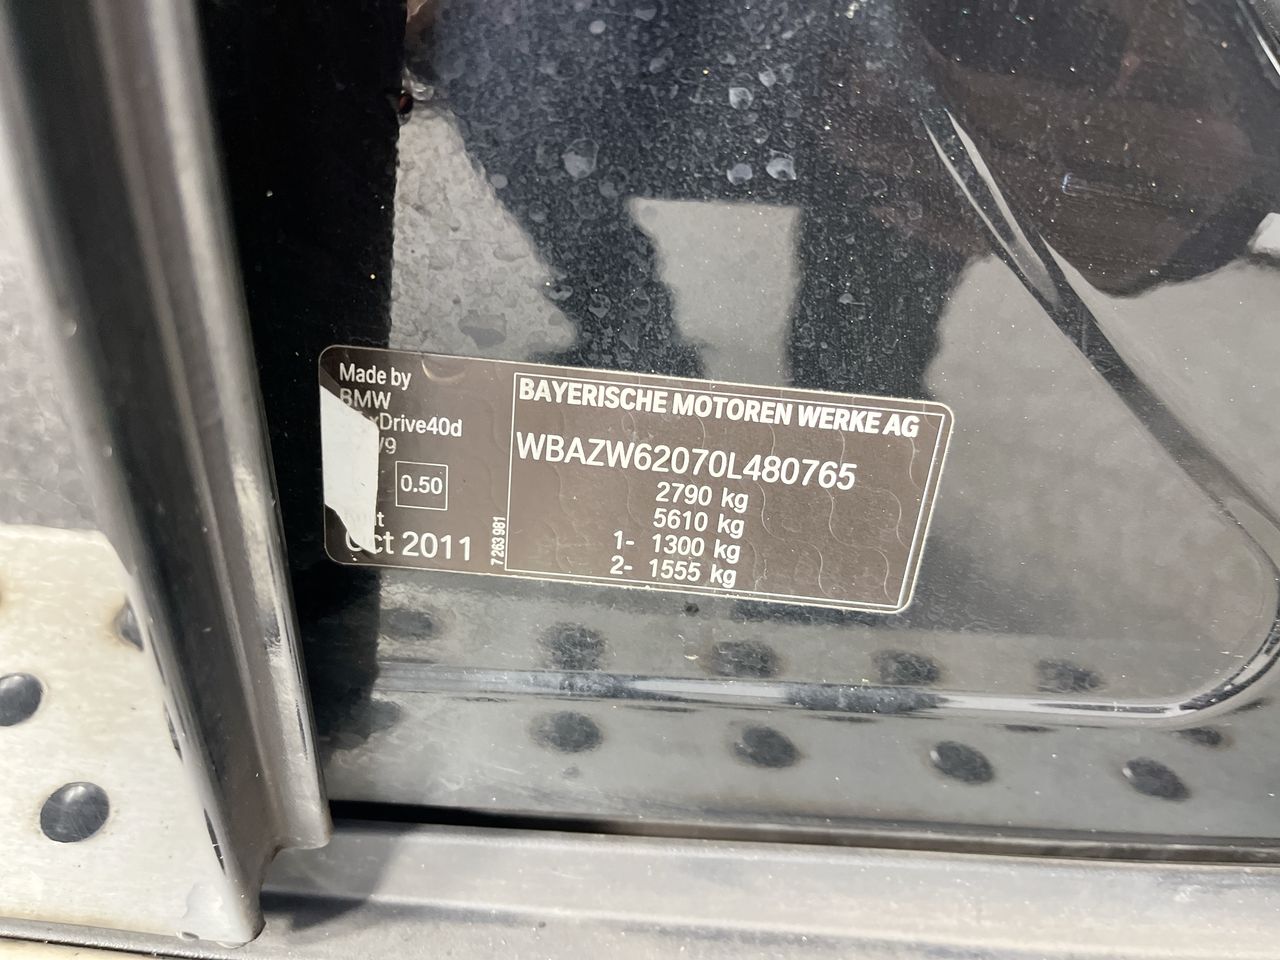 Made by
BMW
xDrive40d
0.50
Oct 2011
7 263 981
BAYERISCHE MOTOREN WERKE AG
WBAZW62070L480765
2790 kg
5610 kg
1- 1300 kg
2- 1555 kg